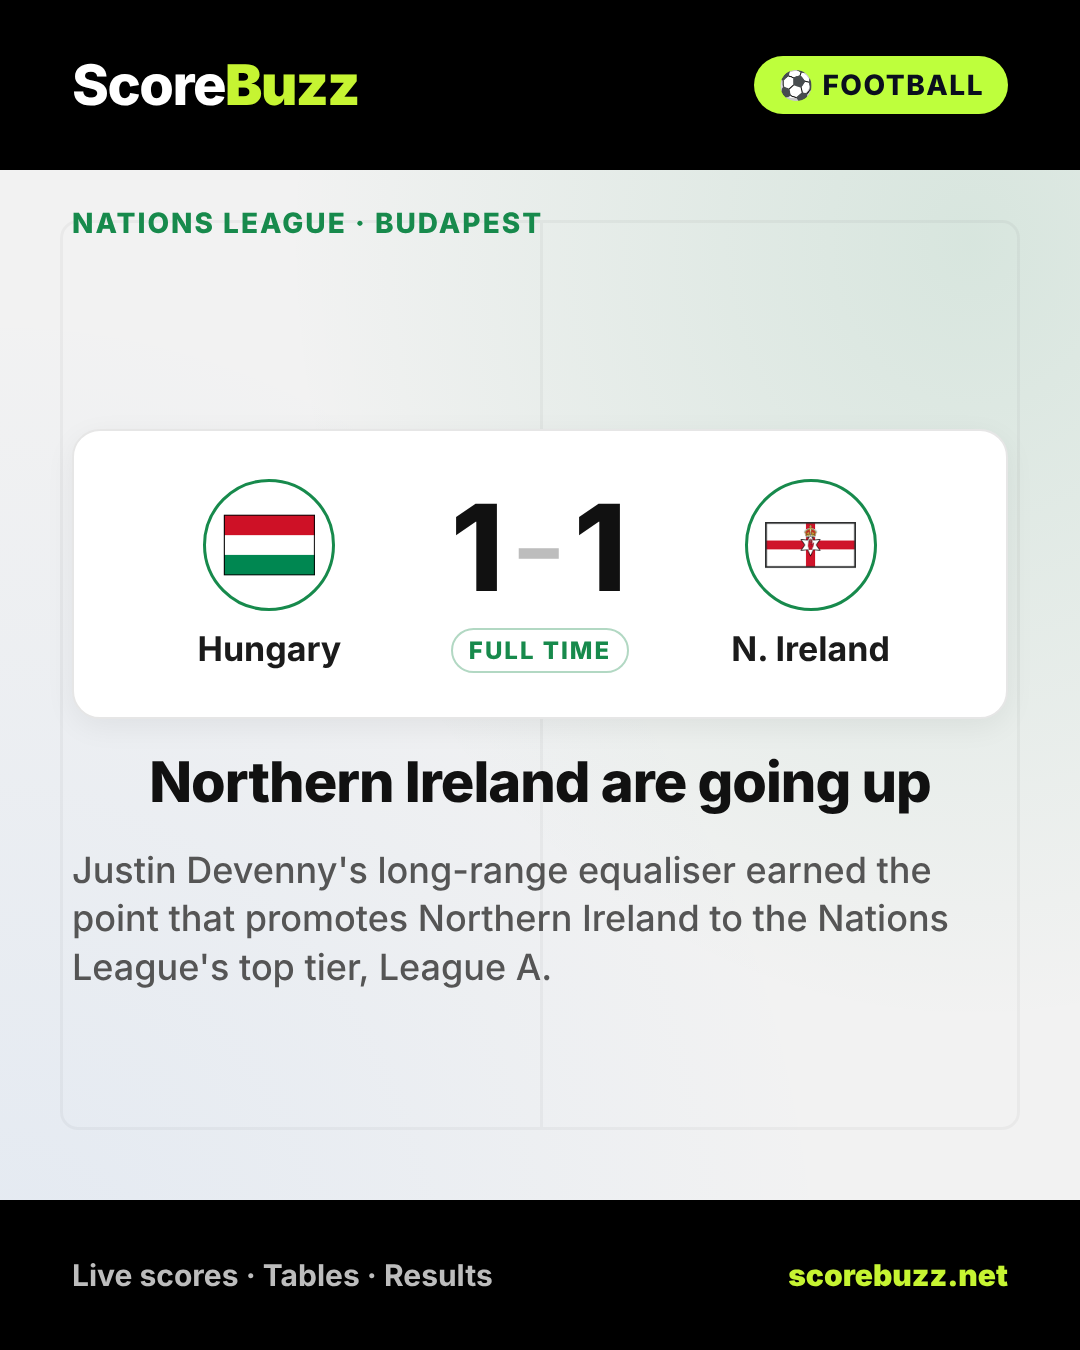 ScoreBuzz
⚽ FOOTBALL
NATIONS LEAGUE · BUDAPEST
1 - 1
Hungary
FULL TIME
N. Ireland
Northern Ireland are going up
Justin Devenny's long-range equaliser earned the
point that promotes Northern Ireland to the Nations
League's top tier, League A.
Live scores · Tables · Results
scorebuzz.net